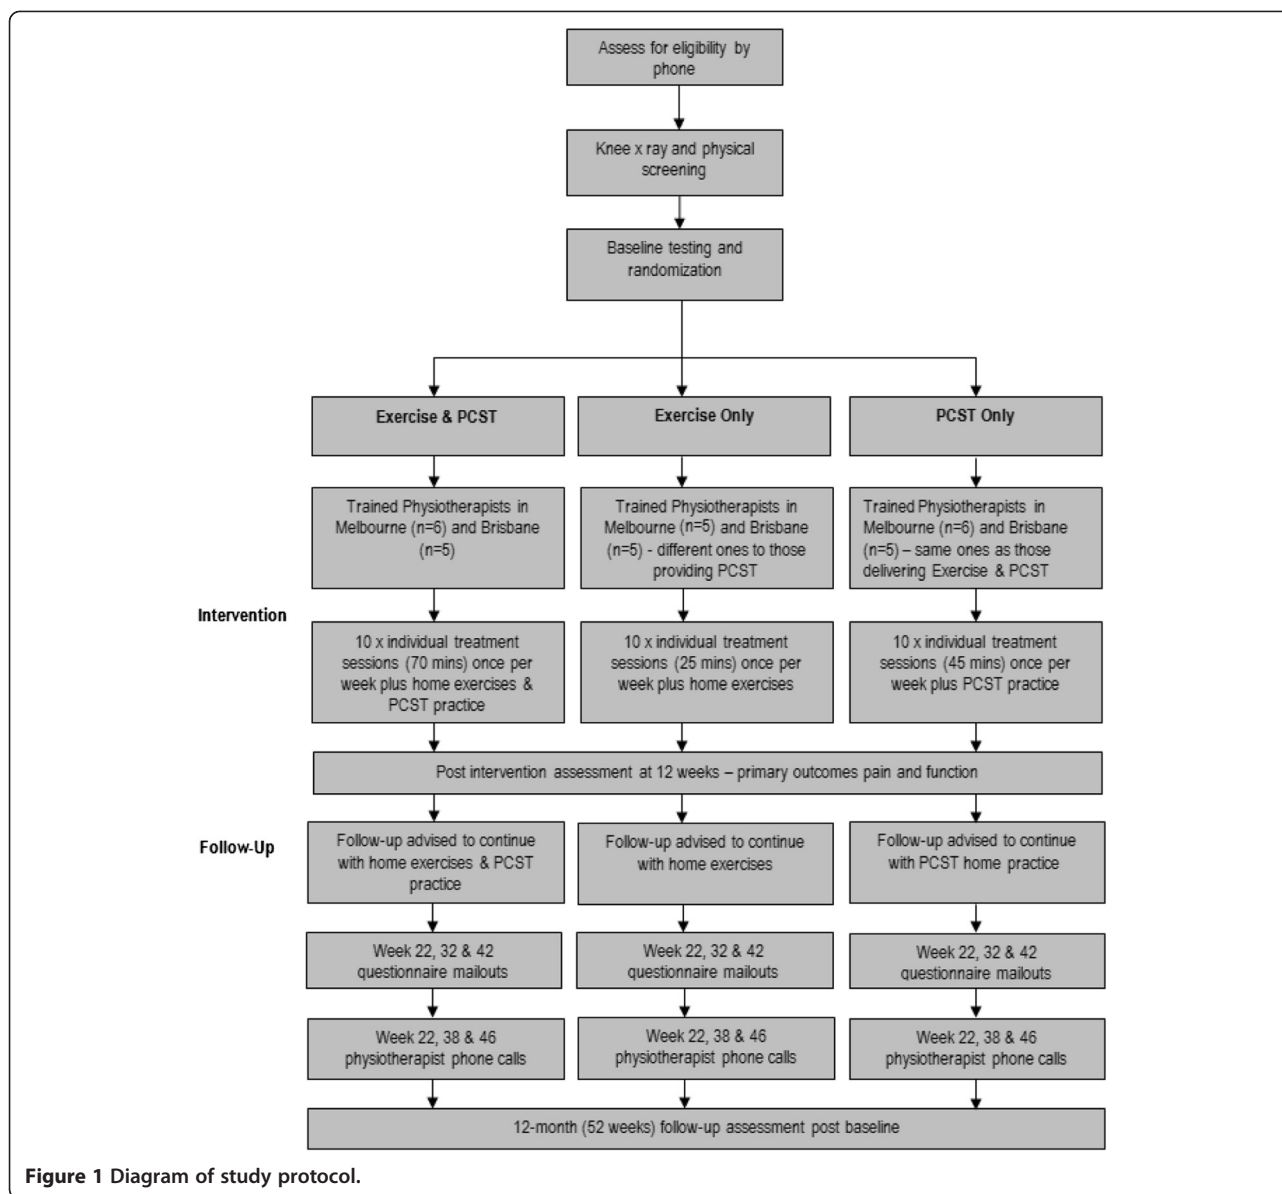 Assess for eligibility by
phone
Knee x ray and physical
screening
Baseline testing and
randomization
Exercise & PCST
Exercise Only
PCST Only
Trained Physiotherapists in
Melbourne (n=6) and Brisbane
(n=5)
Trained Physiotherapists in
Melbourne (n=5) and Brisbane
(n=5) - different ones to those
providing PCST
Trained Physiotherapists in
Melbourne (n=6) and Brisbane
(n=5) – same ones as those
delivering Exercise & PCST
Intervention
10 x individual treatment
sessions (70 mins) once per
week plus home exercises &
PCST practice
10 x individual treatment
sessions (25 mins) once per
week plus home exercises
10 x individual treatment
sessions (45 mins) once per
week plus PCST practice
Post intervention assessment at 12 weeks – primary outcomes pain and function
Follow-Up
Follow-up advised to continue
with home exercises & PCST
practice
Follow-up advised to continue
with home exercises
Follow-up advised to continue
with PCST home practice
Week 22, 32 & 42
questionnaire mailouts
Week 22, 32 & 42
questionnaire mailouts
Week 22, 32 & 42
questionnaire mailouts
Week 22, 38 & 46
physiotherapist phone calls
Week 22, 38 & 46
physiotherapist phone calls
Week 22, 38 & 46
physiotherapist phone calls
12-month (52 weeks) follow-up assessment post baseline
Figure 1 Diagram of study protocol.